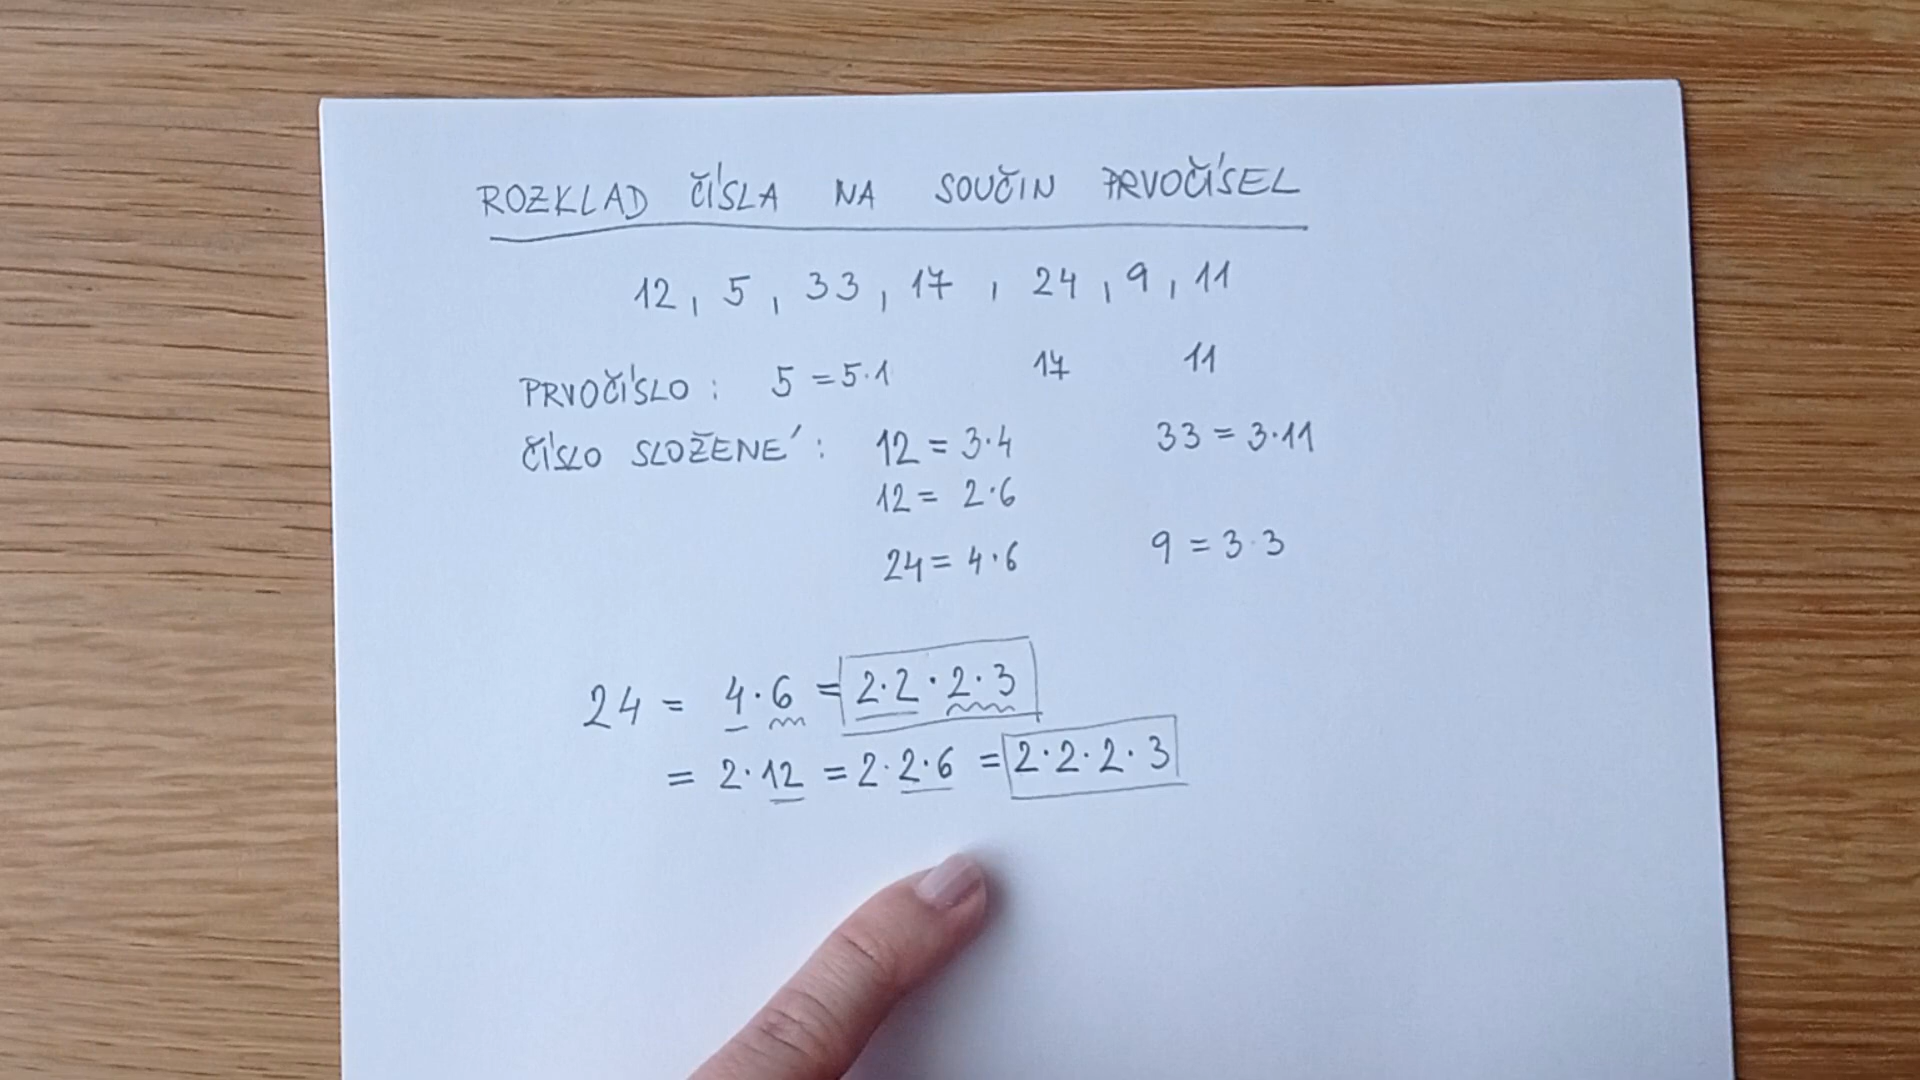 ROZKLAD ČÍSLA NA SOUČIN PRVOČÍSEL
12, 5, 33, 17, 24, 9, 11
PRVOČÍSLO: 5 = 5·1 17 11
ČÍSLO SLOŽENÉ: 12 = 3·4 33 = 3·11
12 = 2·6
24 = 4·6 9 = 3·3
24 = 4·6 = 2·2·2·3
= 2·12 = 2·2·6 = 2·2·2·3